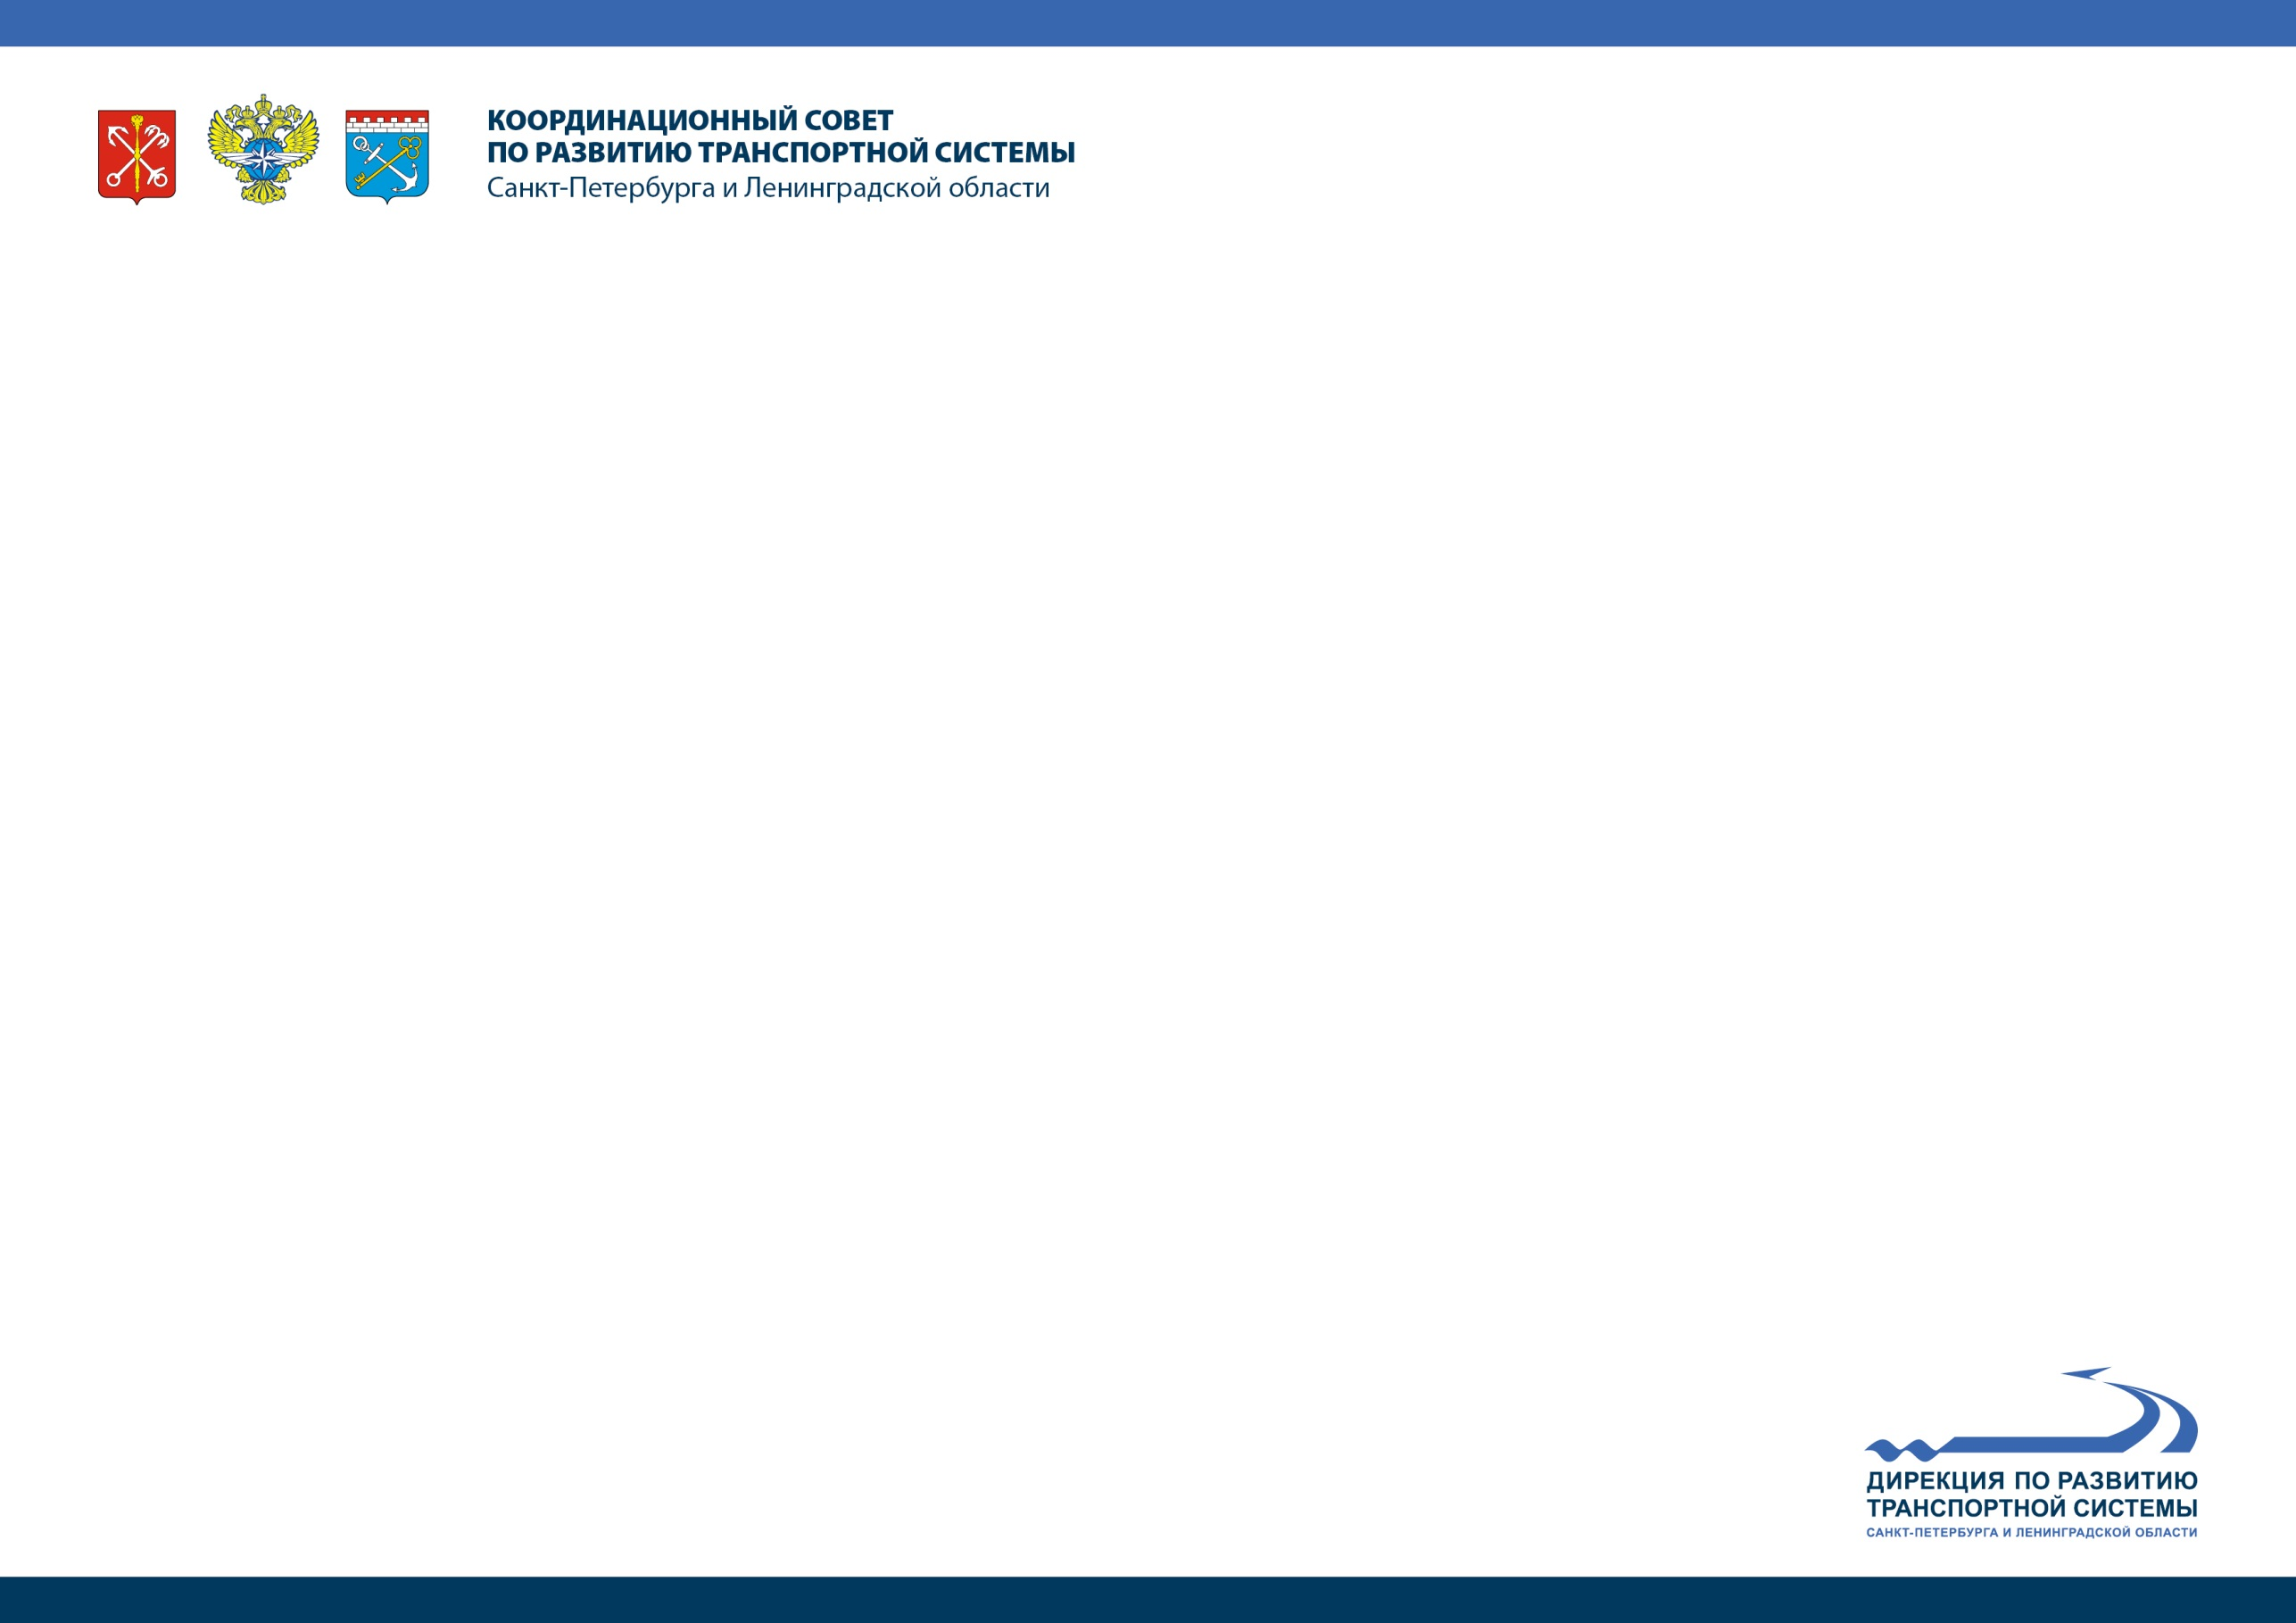 КООРДИНАЦИОННЫЙ СОВЕТ
ПО РАЗВИТИЮ ТРАНСПОРТНОЙ СИСТЕМЫ
Санкт-Петербурга и Ленинградской области
ДИРЕКЦИЯ ПО РАЗВИТИЮ
ТРАНСПОРТНОЙ СИСТЕМЫ
САНКТ-ПЕТЕРБУРГА И ЛЕНИНГРАДСКОЙ ОБЛАСТИ